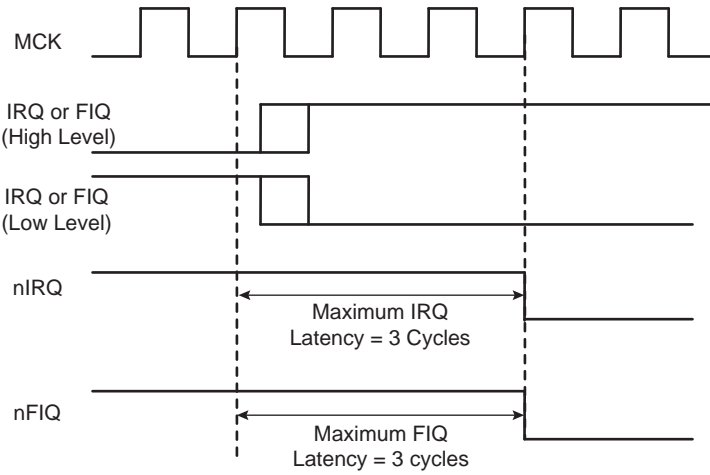 MCK
IRQ or FIQ
(High Level)
IRQ or FIQ
(Low Level)
nIRQ
Maximum IRQ
Latency = 3 Cycles
nFIQ
Maximum FIQ
Latency = 3 cycles